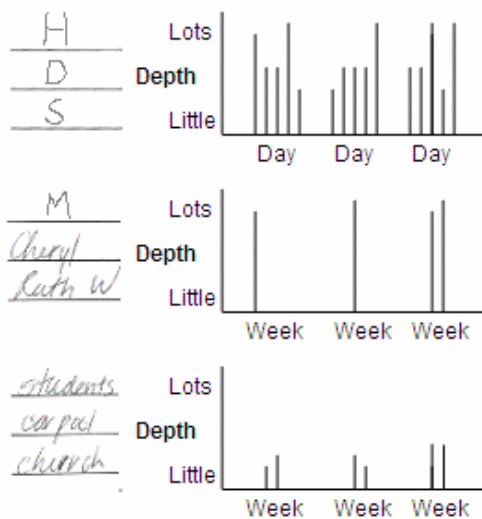 H
D
S
Lots
Depth
Little
Day Day Day
M
Cheryl
Ruth W
Lots
Depth
Little
Week Week Week
students
carpool
church
Lots
Depth
Little
Week Week Week